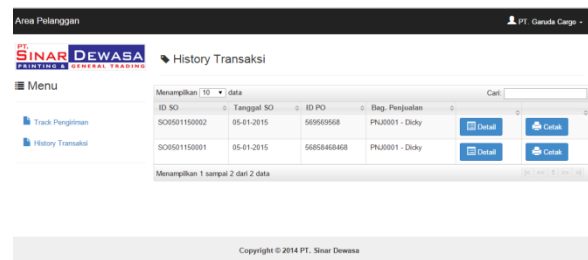 Area Pelanggan
PT. Garuda Cargo
PT.
SINAR DEWASA
PRINTING & GENERAL TRADING
History Transaksi
Menu
Track Pengiriman
History Transaksi
Menampilkan 10 data
Cari:
ID SO Tanggal SO ID PO Bag. Penjualan
SO0501150002 05-01-2015 569569568 PNJ0001 - Dicky Detail Cetak
SO0501150001 05-01-2015 56858468468 PNJ0001 - Dicky Detail Cetak
Menampilkan 1 sampai 2 dari 2 data
|< << 1 >> >|
Copyright © 2014 PT. Sinar Dewasa